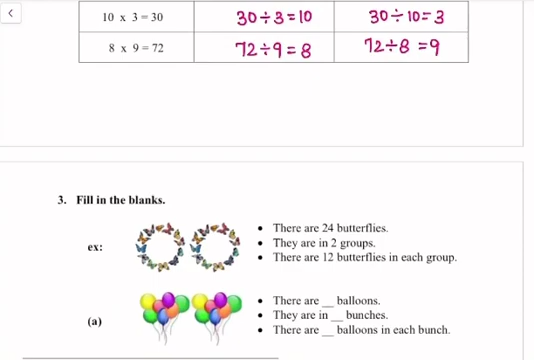 10 x 3 = 30 30÷3=10 30÷10=3
8 x 9 = 72 72÷9=8 72÷8=9
3. Fill in the blanks.
• There are 24 butterflies.
ex: • They are in 2 groups.
• There are 12 butterflies in each group.
• There are __ balloons.
(a) • They are in __ bunches.
• There are __ balloons in each bunch.